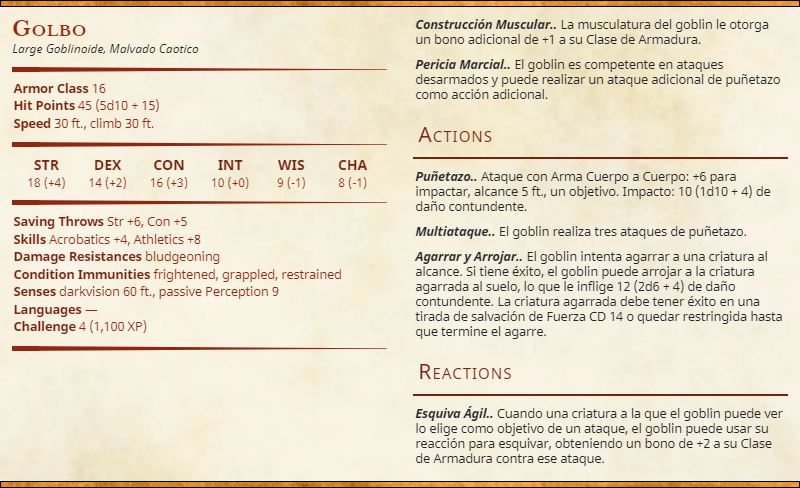 Golbo
Large Goblinoide, Malvado Caotico
Armor Class 16
Hit Points 45 (5d10 + 15)
Speed 30 ft., climb 30 ft.
STR DEX CON INT WIS CHA
18 (+4) 14 (+2) 16 (+3) 10 (+0) 9 (-1) 8 (-1)
Saving Throws Str +6, Con +5
Skills Acrobatics +4, Athletics +8
Damage Resistances bludgeoning
Condition Immunities frightened, grappled, restrained
Senses darkvision 60 ft., passive Perception 9
Languages —
Challenge 4 (1,100 XP)
Construcción Muscular.. La musculatura del goblin le otorga
un bono adicional de +1 a su Clase de Armadura.
Pericia Marcial.. El goblin es competente en ataques
desarmados y puede realizar un ataque adicional de puñetazo
como acción adicional.
Actions
Puñetazo.. Ataque con Arma Cuerpo a Cuerpo: +6 para
impactar, alcance 5 ft., un objetivo. Impacto: 10 (1d10 + 4) de
daño contundente.
Multiataque.. El goblin realiza tres ataques de puñetazo.
Agarrar y Arrojar.. El goblin intenta agarrar a una criatura al
alcance. Si tiene éxito, el goblin puede arrojar a la criatura
agarrada al suelo, lo que le inflige 12 (2d6 + 4) de daño
contundente. La criatura agarrada debe tener éxito en una
tirada de salvación de Fuerza CD 14 o quedar restringida hasta
que termine el agarre.
Reactions
Esquiva Ágil.. Cuando una criatura a la que el goblin puede ver
lo elige como objetivo de un ataque, el goblin puede usar su
reacción para esquivar, obteniendo un bono de +2 a su Clase
de Armadura contra ese ataque.